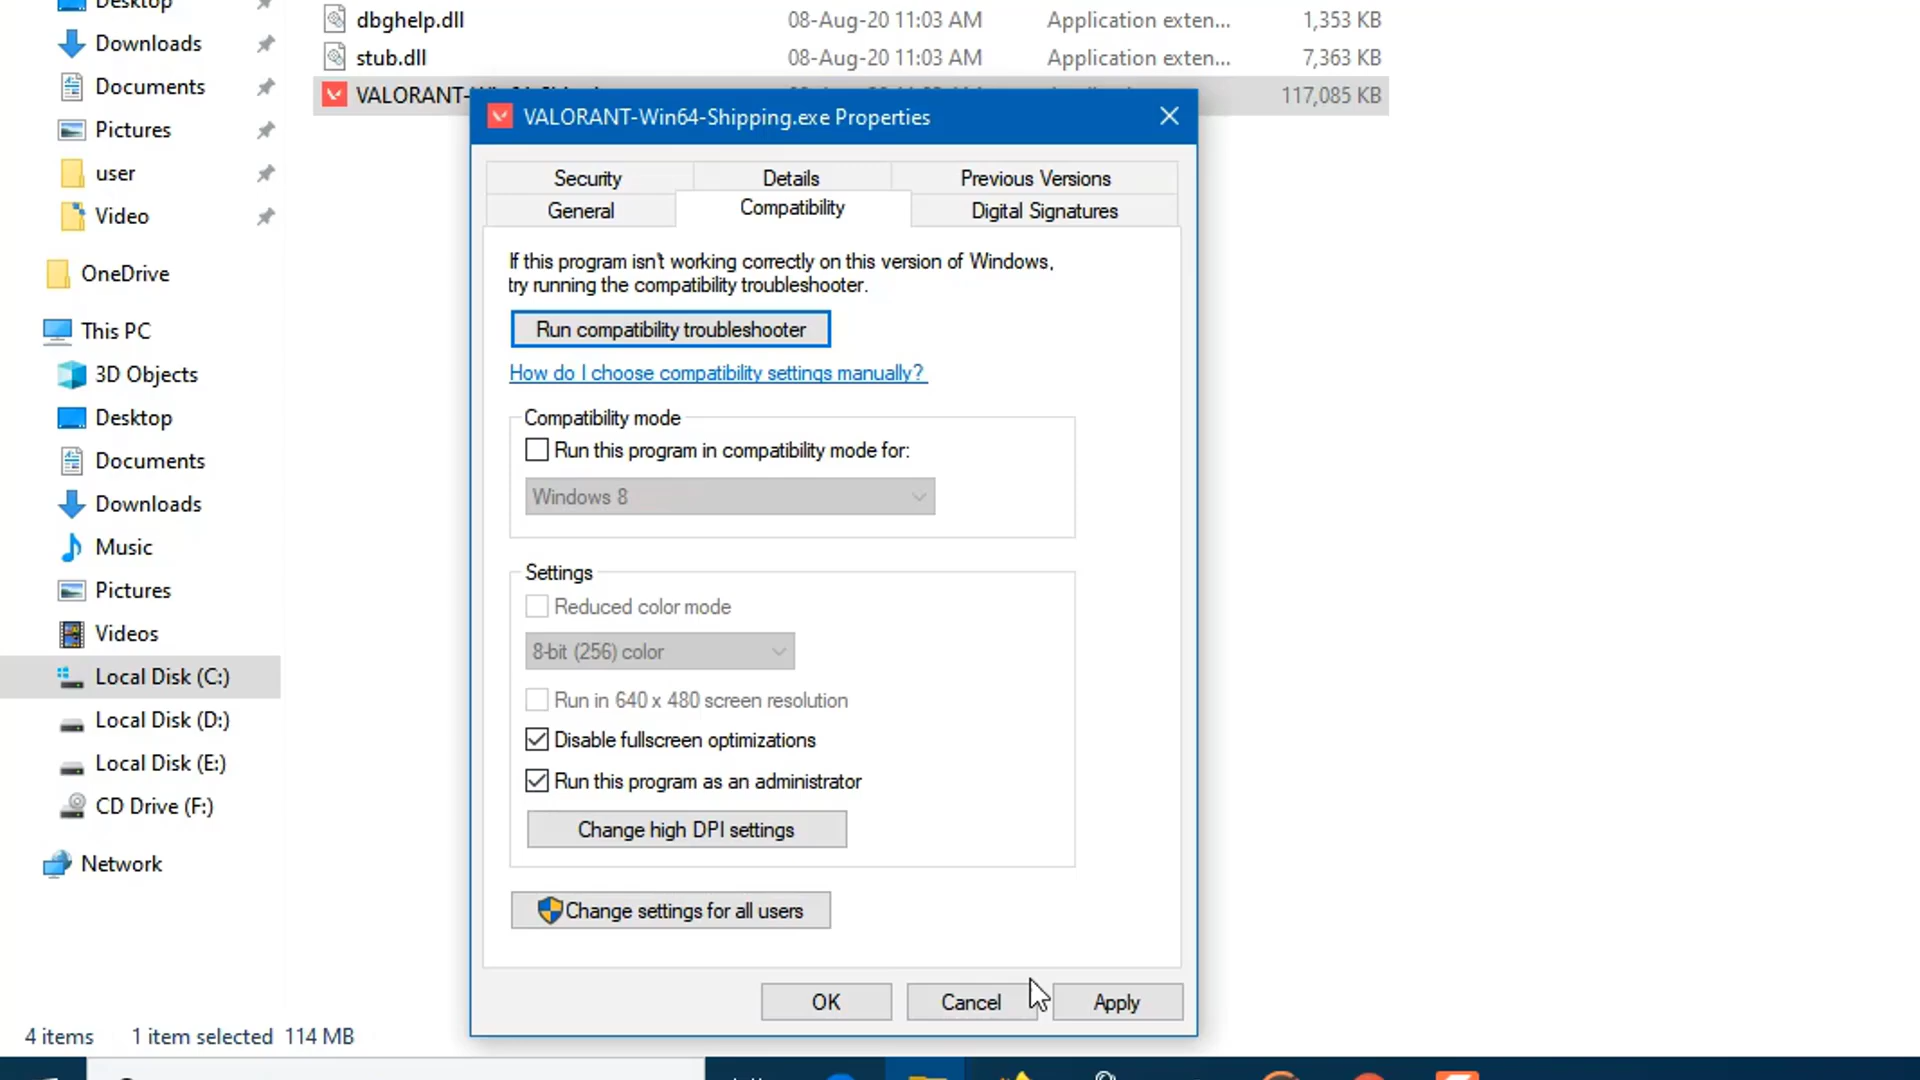 Desktop
Downloads
Documents
Pictures
user
Video
OneDrive
This PC
3D Objects
Desktop
Documents
Downloads
Music
Pictures
Videos
Local Disk (C:)
Local Disk (D:)
Local Disk (E:)
CD Drive (F:)
Network
dbghelp.dll 08-Aug-20 11:03 AM Application exten... 1,353 KB
stub.dll 08-Aug-20 11:03 AM Application exten... 7,363 KB
VALORANT- 117,085 KB
VALORANT-Win64-Shipping.exe Properties
Security Details Previous Versions
General Compatibility Digital Signatures
If this program isn't working correctly on this version of Windows,
try running the compatibility troubleshooter.
Run compatibility troubleshooter
How do I choose compatibility settings manually?
Compatibility mode
Run this program in compatibility mode for:
Windows 8
Settings
Reduced color mode
8-bit (256) color
Run in 640 x 480 screen resolution
Disable fullscreen optimizations
Run this program as an administrator
Change high DPI settings
Change settings for all users
OK Cancel Apply
4 items 1 item selected 114 MB